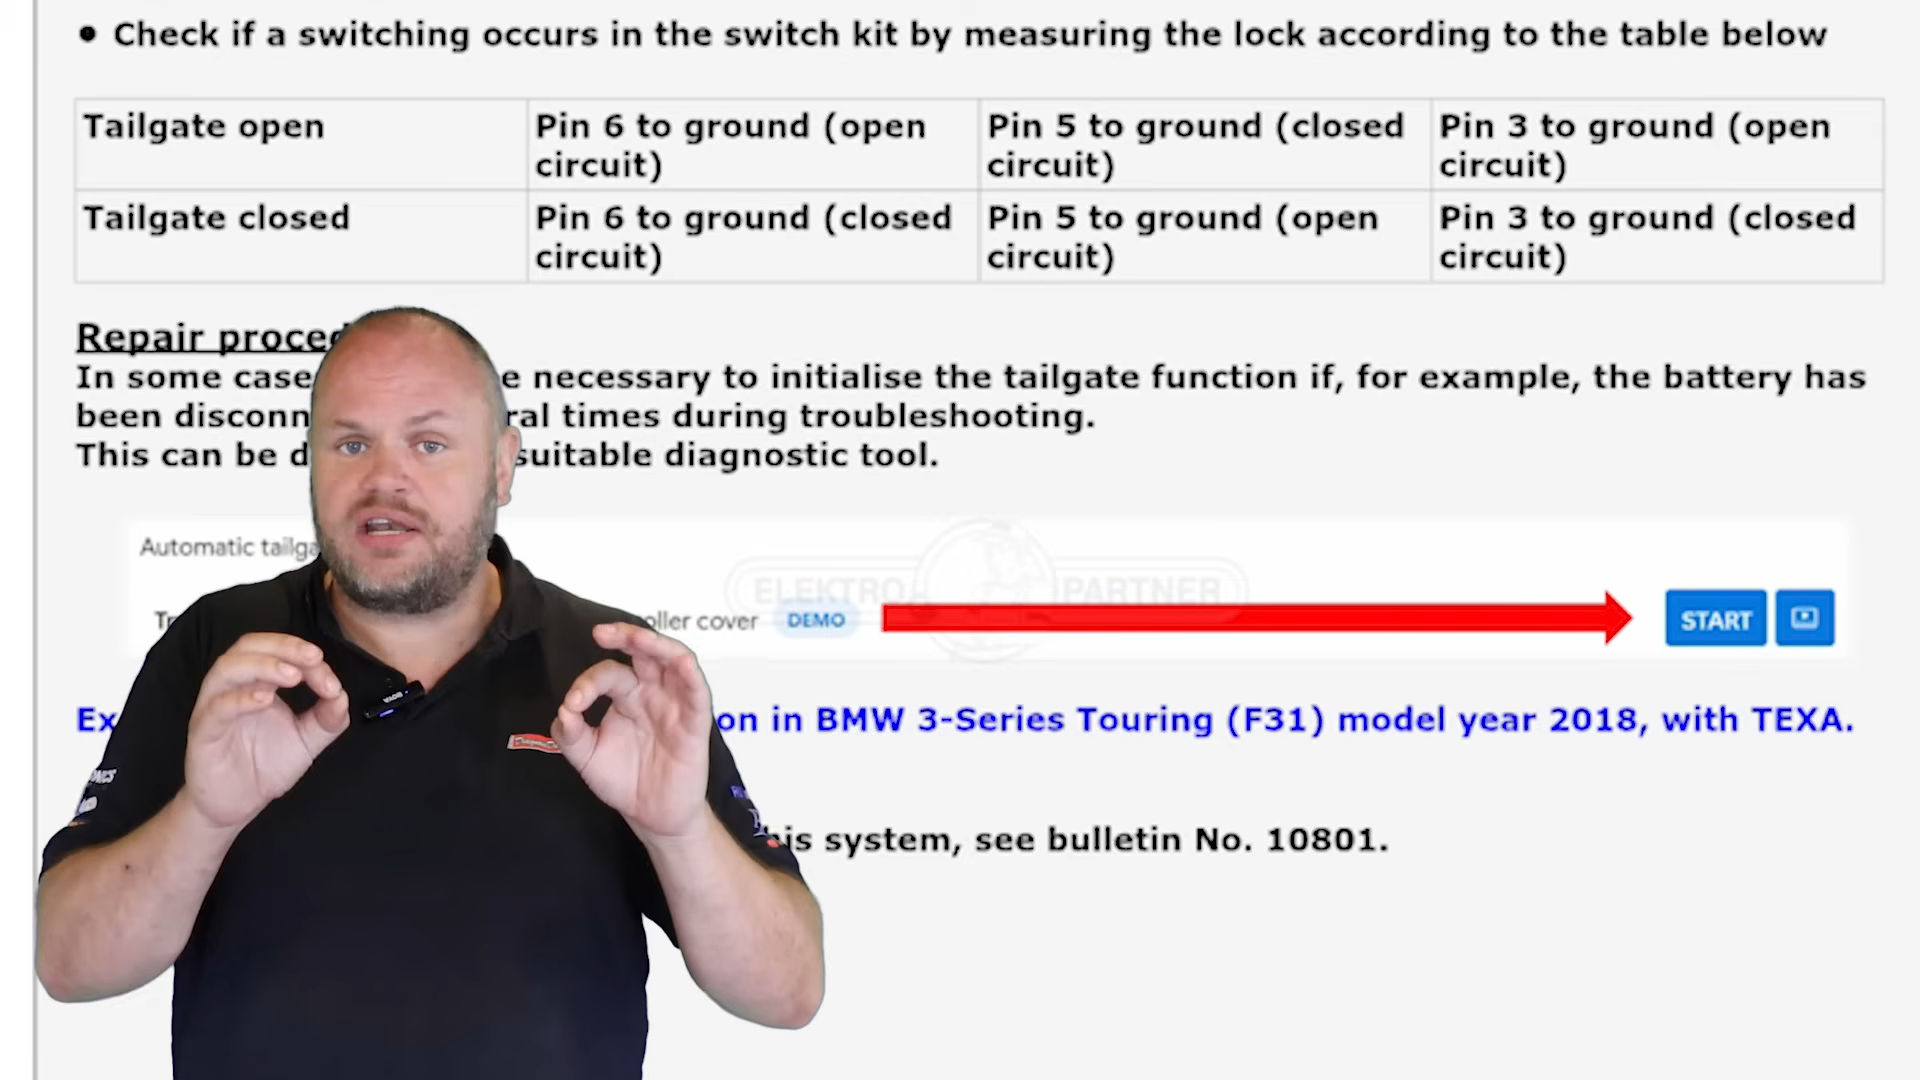 • Check if a switching occurs in the switch kit by measuring the lock according to the table below
Tailgate open
Pin 6 to ground (open
circuit)
Pin 5 to ground (closed
circuit)
Pin 3 to ground (open
circuit)
Tailgate closed
Pin 6 to ground (closed
circuit)
Pin 5 to ground (open
circuit)
Pin 3 to ground (closed
circuit)
Repair proced
In some case e necessary to initialise the tailgate function if, for example, the battery has
been disconn ral times during troubleshooting.
This can be d suitable diagnostic tool.
Automatic tailga
ELEKTRO PARTNER
Tr oller cover DEMO START
Ex on in BMW 3-Series Touring (F31) model year 2018, with TEXA.
his system, see bulletin No. 10801.